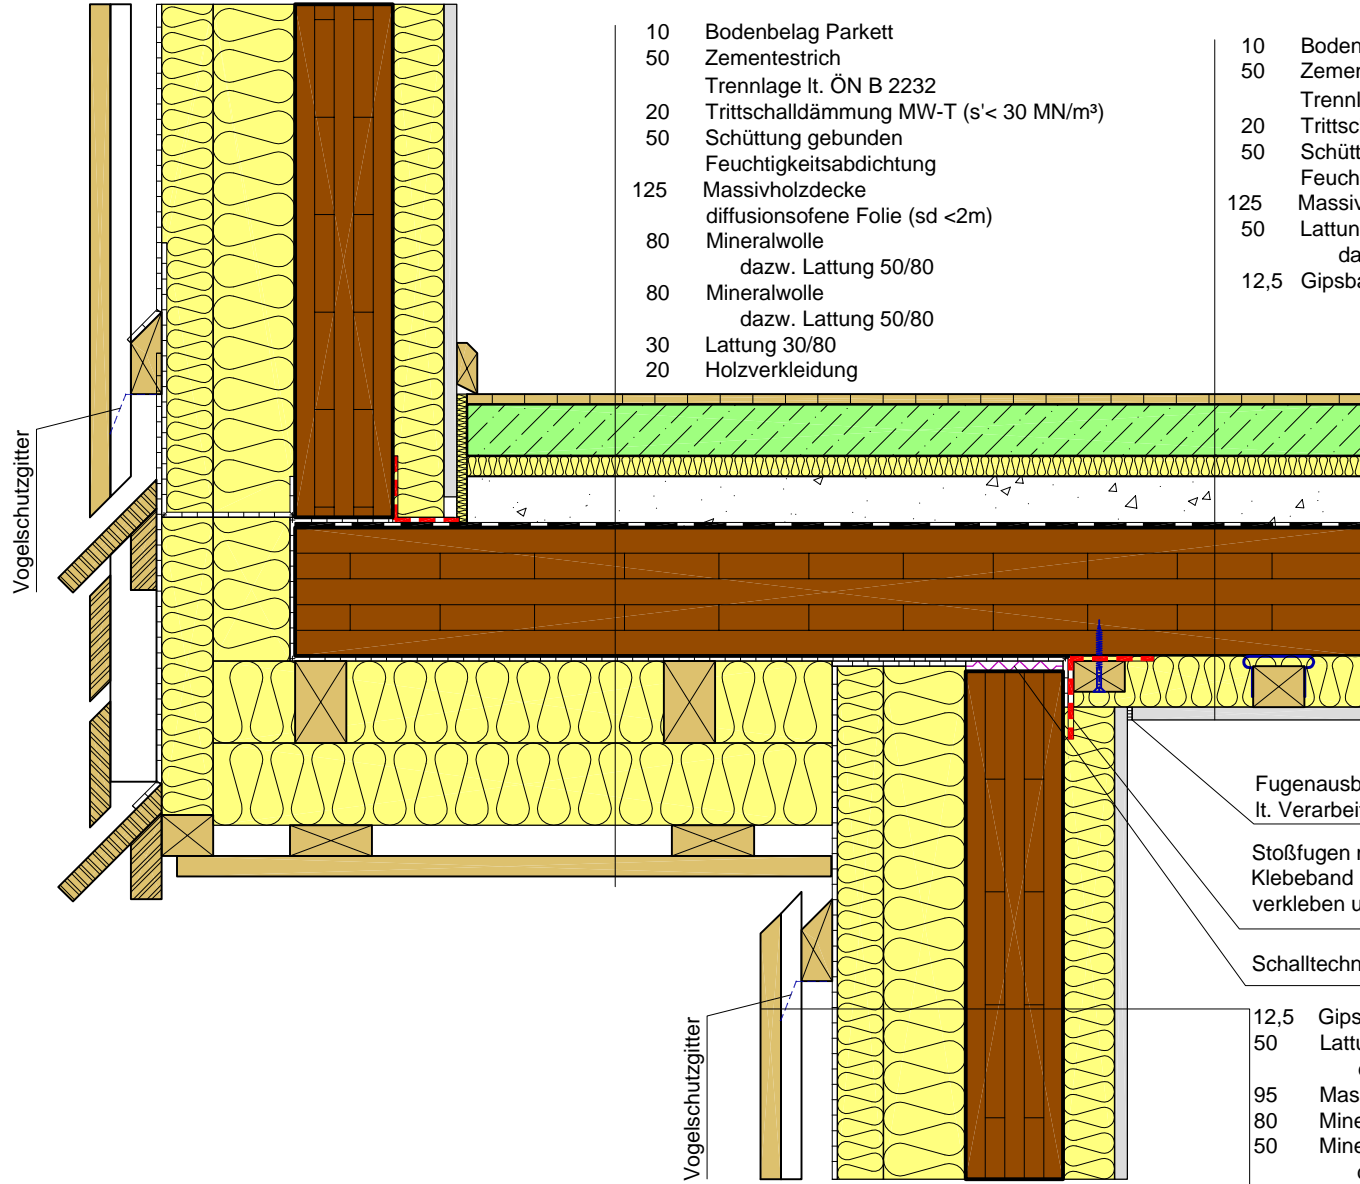 10 Bodenbelag Parkett
50 Zementestrich
Trennlage lt. ÖN B 2232
20 Trittschalldämmung MW-T (s'< 30 MN/m³)
50 Schüttung gebunden
Feuchtigkeitsabdichtung
125 Massivholzdecke
diffusionsofene Folie (sd <2m)
80 Mineralwolle
dazw. Lattung 50/80
80 Mineralwolle
dazw. Lattung 50/80
30 Lattung 30/80
20 Holzverkleidung
10 Boden
50 Zemen
Trennl
20 Trittsc
50 Schütt
Feuch
125 Massiv
50 Lattun
da
12,5 Gipsba
Vogelschutzgitter
Fugenausb
lt. Verarbei
Stoßfugen
Klebeband
verkleben u
Schalltechn
12,5 Gips
50 Lattu
95 Mas
80 Mine
50 Mine
Vogelschutzgitter